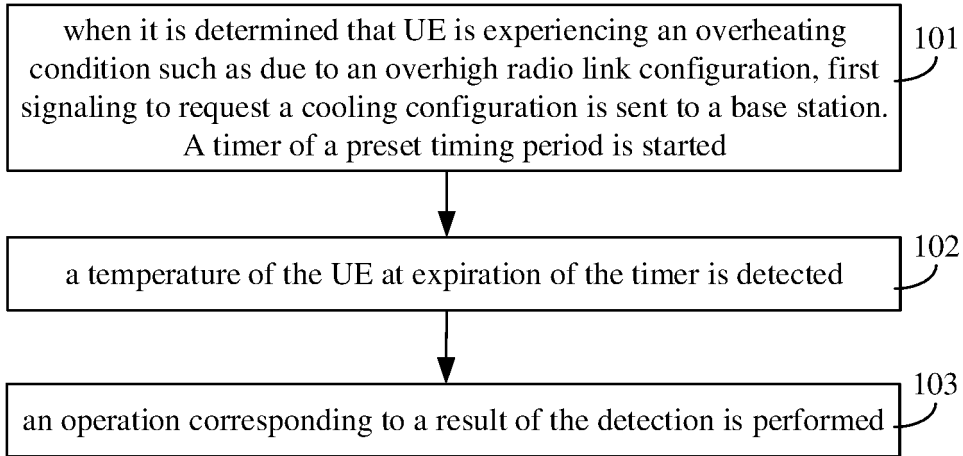 when it is determined that UE is experiencing an overheating
condition such as due to an overhigh radio link configuration, first
signaling to request a cooling configuration is sent to a base station.
A timer of a preset timing period is started
101
a temperature of the UE at expiration of the timer is detected
102
an operation corresponding to a result of the detection is performed
103